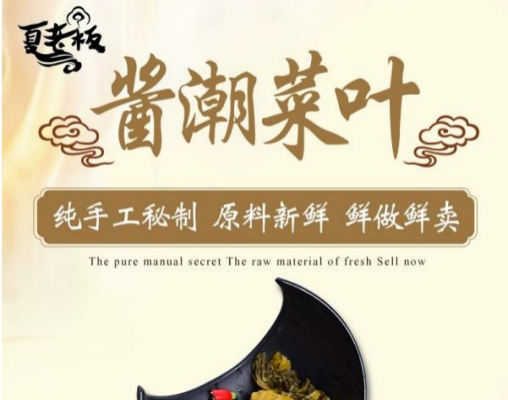 夏老板
酱潮菜叶
纯手工秘制 原料新鲜 鲜做鲜卖
The pure manual secret The raw material of fresh Sell now